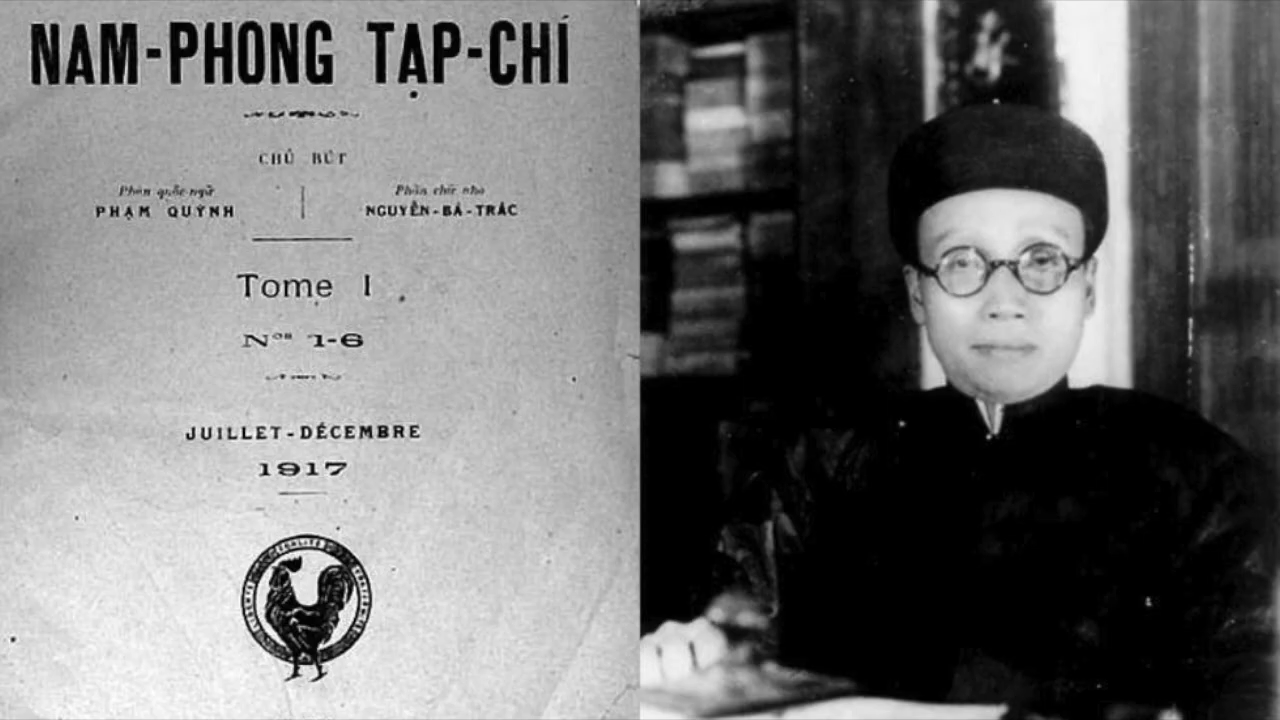 NAM-PHONG TẠP-CHÍ
CHỦ BÚT
Phần quốc-ngữ
PHẠM QUỲNH
Phần chữ nho
NGUYỄN-BÁ-TRÁC
Tome I
Nos 1-6
JUILLET-DÉCEMBRE
1917